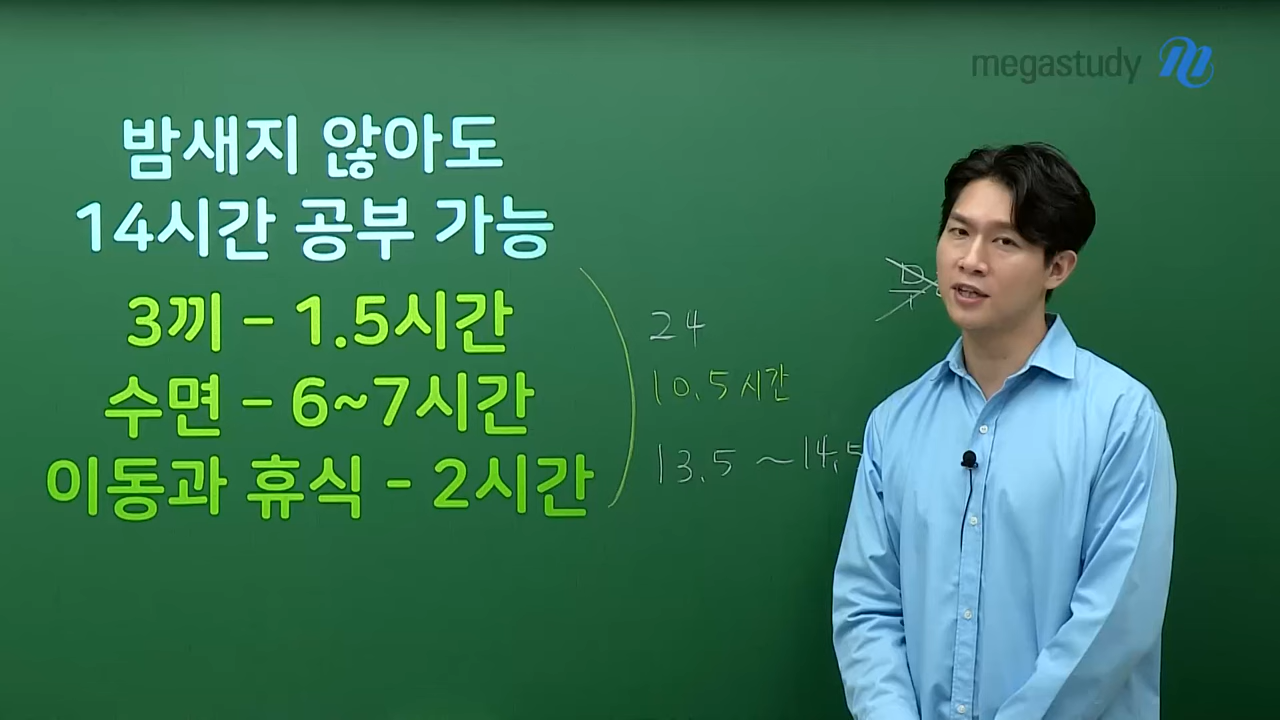 megastudy
밤새지 않아도
14시간 공부 가능
3끼 - 1.5시간
수면 - 6~7시간
이동과 휴식 - 2시간
24
10.5시간
13.5 ~ 14.5